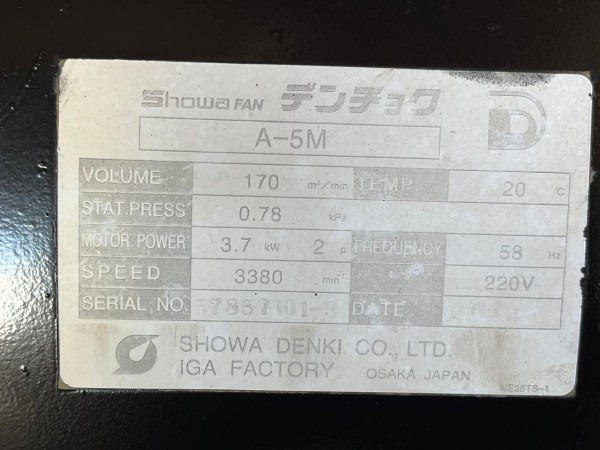 Showa FAN デンチョク
A-5M
VOLUME 170 m³/min TEMP 20 ℃
STAT.PRESS 0.78 kPa
MOTOR POWER 3.7 kW 2 p FREQUENCY 58 Hz
SPEED 3380 min⁻¹ 220V
SERIAL NO. DATE
SHOWA DENKI CO., LTD.
IGA FACTORY OSAKA JAPAN